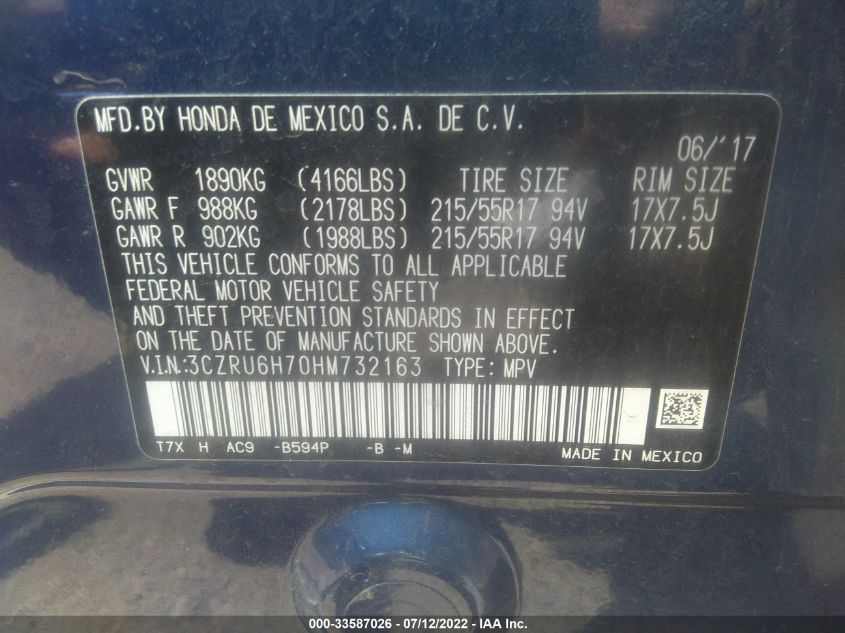 MFD.BY HONDA DE MEXICO S.A. DE C.V.
06/'17
GVWR 1890KG (4166LBS) TIRE SIZE RIM SIZE
GAWR F 988KG (2178LBS) 215/55R17 94V 17X7.5J
GAWR R 902KG (1988LBS) 215/55R17 94V 17X7.5J
THIS VEHICLE CONFORMS TO ALL APPLICABLE
FEDERAL MOTOR VEHICLE SAFETY
AND THEFT PREVENTION STANDARDS IN EFFECT
ON THE DATE OF MANUFACTURE SHOWN ABOVE.
V.I.N.:3CZRU6H70HM732163 TYPE: MPV
T7X H AC9 -B594P -B -M
MADE IN MEXICO
000-33587026 - 07/12/2022 - IAA Inc.